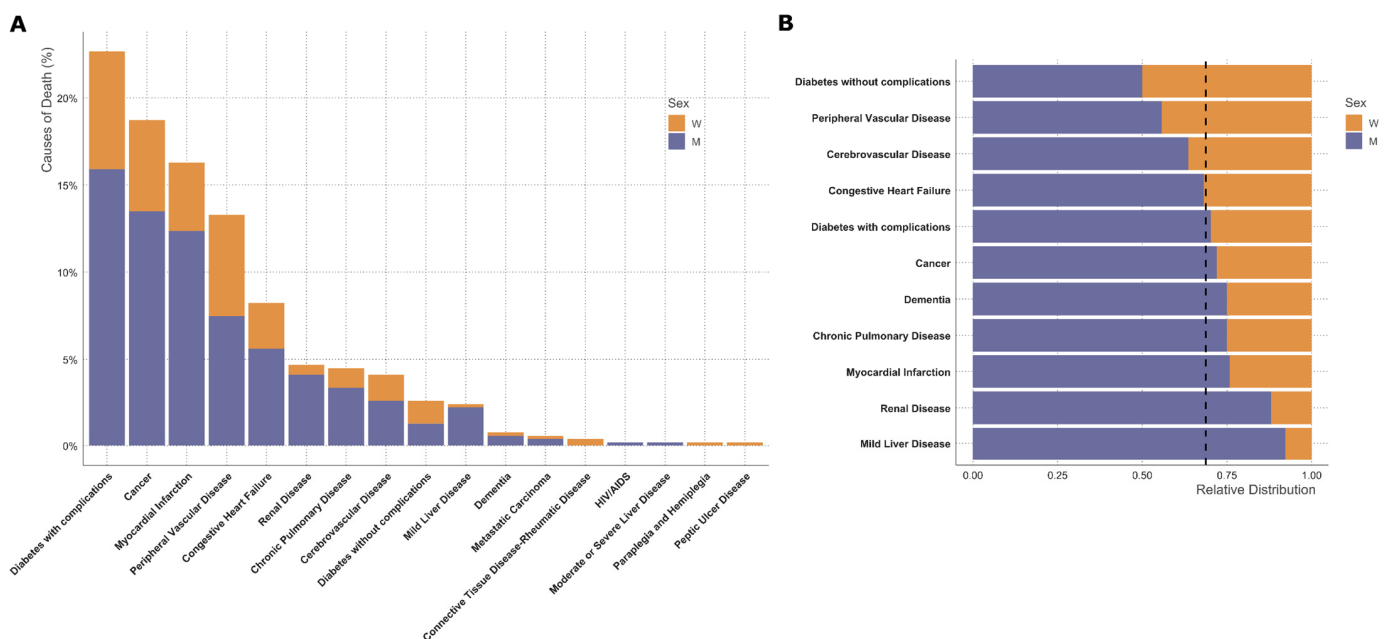 A
Causes of Death (%)
20%
15%
10%
5%
0%
Sex
W
M
Diabetes with complications
Cancer
Myocardial Infarction
Peripheral Vascular Disease
Congestive Heart Failure
Renal Disease
Chronic Pulmonary Disease
Cerebrovascular Disease
Diabetes without complications
Mild Liver Disease
Dementia
Metastatic Carcinoma
Connective Tissue Disease-Rheumatic Disease
HIV/AIDS
Moderate or Severe Liver Disease
Paraplegia and Hemiplegia
Peptic Ulcer Disease
B
Diabetes without complications
Peripheral Vascular Disease
Cerebrovascular Disease
Congestive Heart Failure
Diabetes with complications
Cancer
Dementia
Chronic Pulmonary Disease
Myocardial Infarction
Renal Disease
Mild Liver Disease
0.00 0.25 0.50 0.75 1.00
Relative Distribution
Sex
W
M